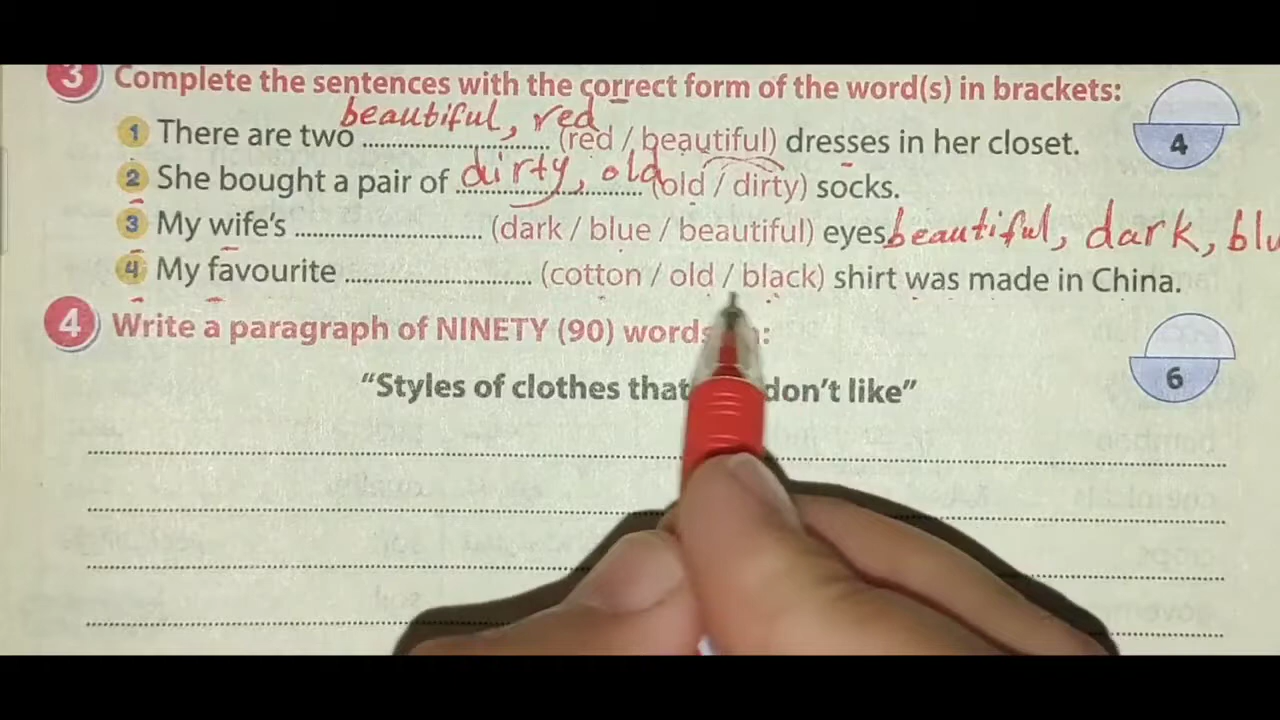 3 Complete the sentences with the correct form of the word(s) in brackets:
beautiful, red
1 There are two .......................... (red / beautiful) dresses in her closet.
4
dirty, old
2 She bought a pair of .......................... (old / dirty) socks.
3 My wife's .......................... (dark / blue / beautiful) eyes beautiful, dark, blu
4 My favourite .......................... (cotton / old / black) shirt was made in China.
4 Write a paragraph of NINETY (90) words :
6
"Styles of clothes that don't like"